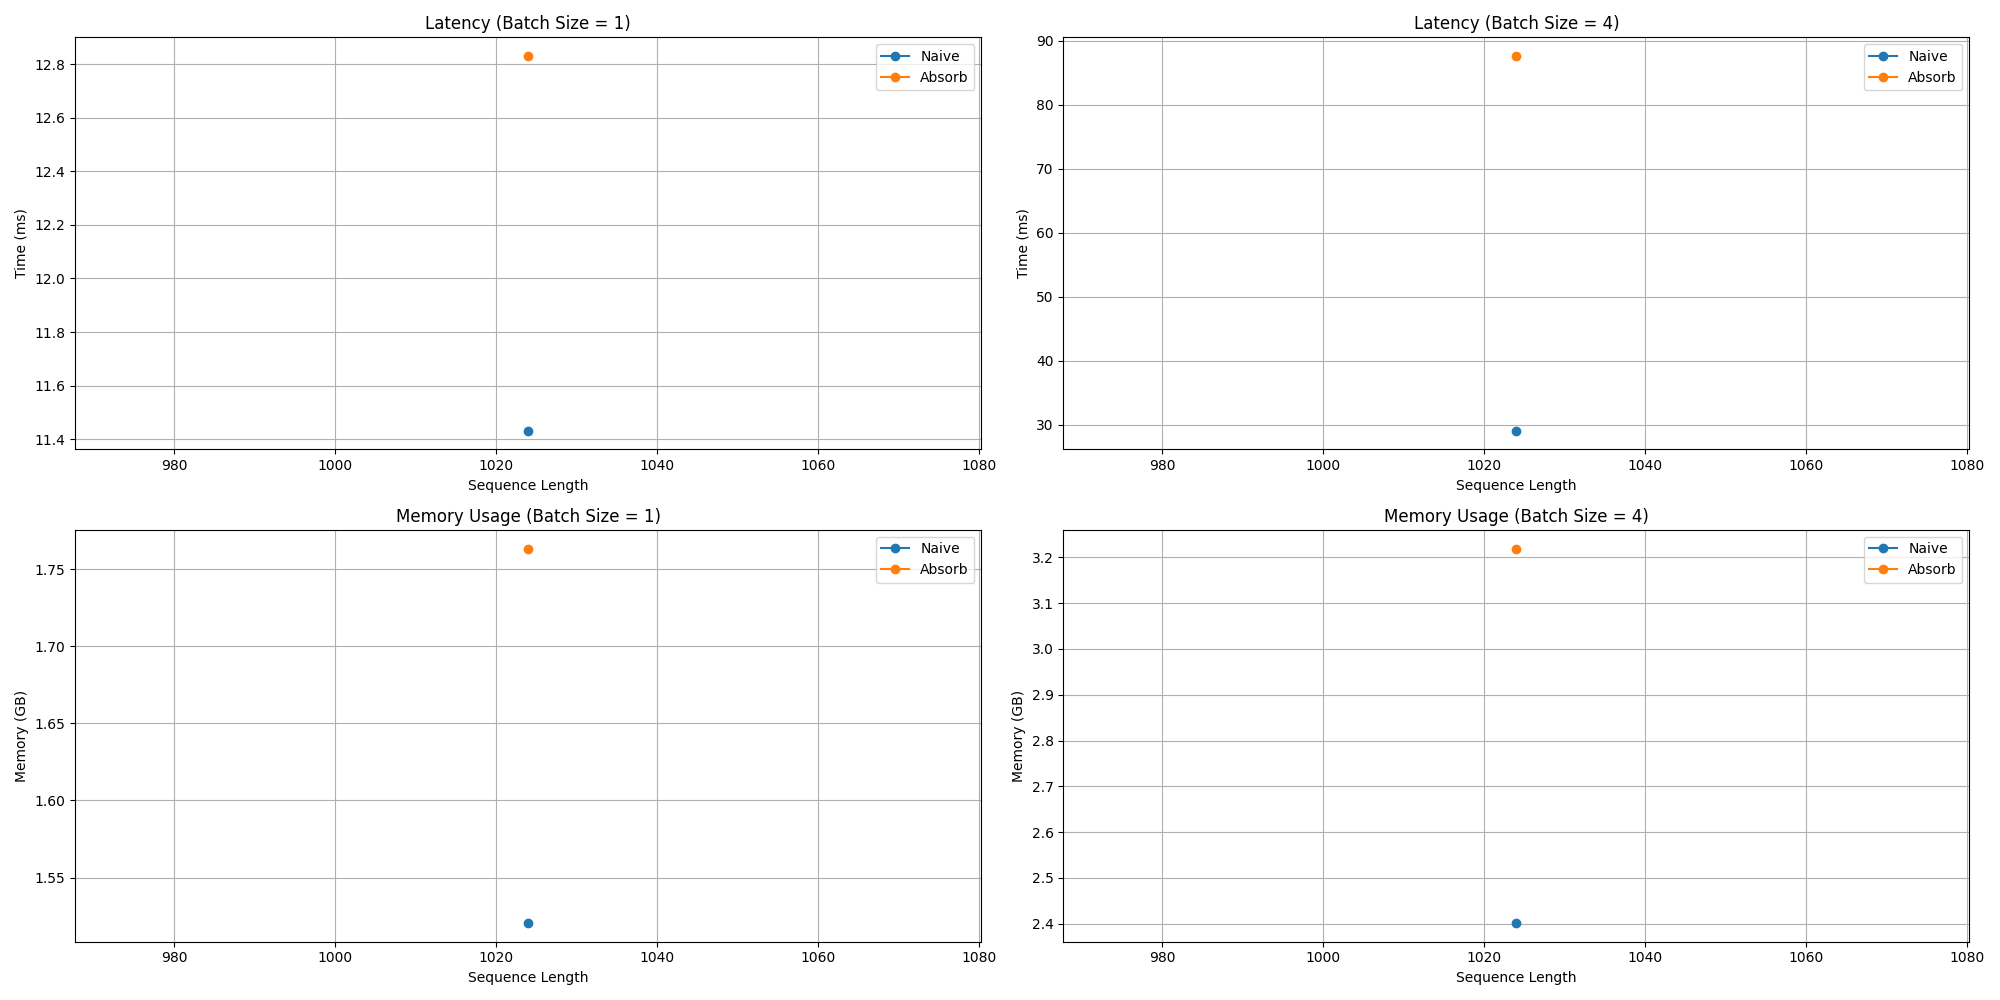 Latency (Batch Size = 1)
12.8
12.6
12.4
12.2
12.0
11.8
11.6
11.4
Time (ms)
980
1000
1020
1040
1060
1080
Sequence Length
Naive
Absorb
Latency (Batch Size = 4)
90
80
70
60
50
40
30
Time (ms)
980
1000
1020
1040
1060
1080
Sequence Length
Naive
Absorb
Memory Usage (Batch Size = 1)
1.75
1.70
1.65
1.60
1.55
Memory (GB)
980
1000
1020
1040
1060
1080
Sequence Length
Naive
Absorb
Memory Usage (Batch Size = 4)
3.2
3.1
3.0
2.9
2.8
2.7
2.6
2.5
2.4
Memory (GB)
980
1000
1020
1040
1060
1080
Sequence Length
Naive
Absorb